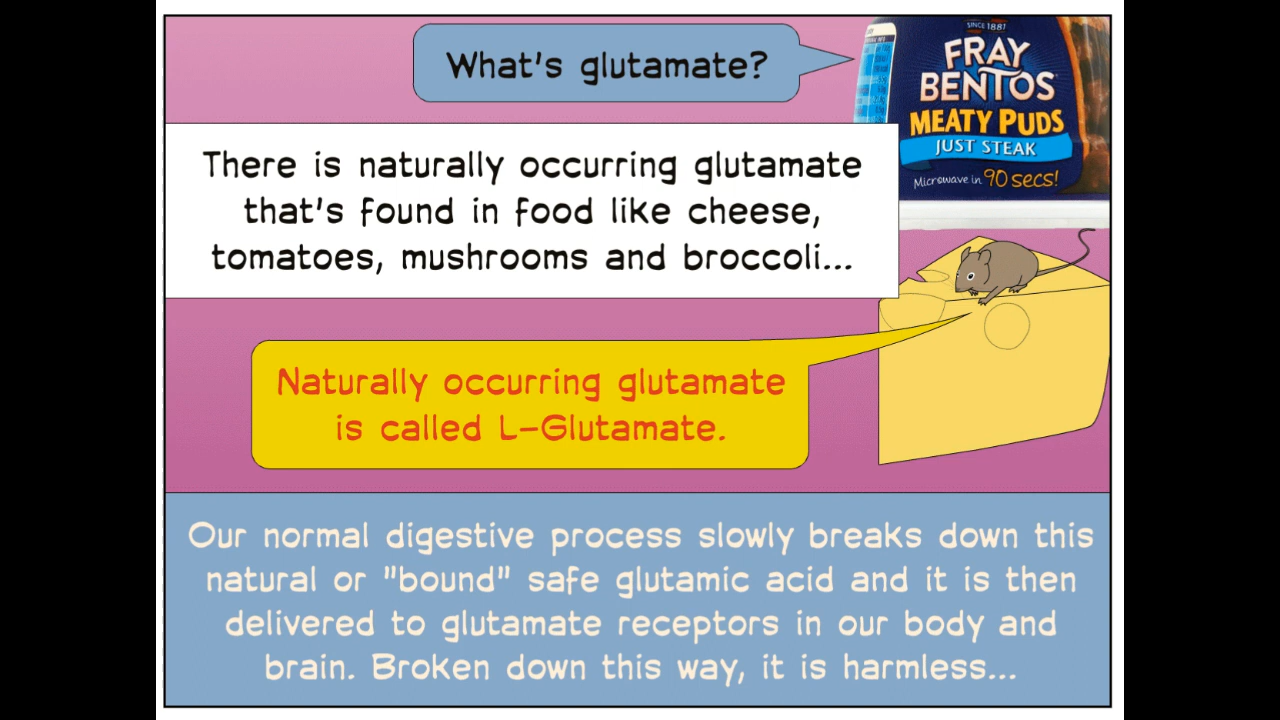 What's glutamate?
SINCE 1881
FRAY
BENTOS
MEATY PUDS
JUST STEAK
Microwave in 90 secs!
There is naturally occurring glutamate
that's found in food like cheese,
tomatoes, mushrooms and broccoli...
Naturally occurring glutamate
is called L-Glutamate.
Our normal digestive process slowly breaks down this
natural or "bound" safe glutamic acid and it is then
delivered to glutamate receptors in our body and
brain. Broken down this way, it is harmless...